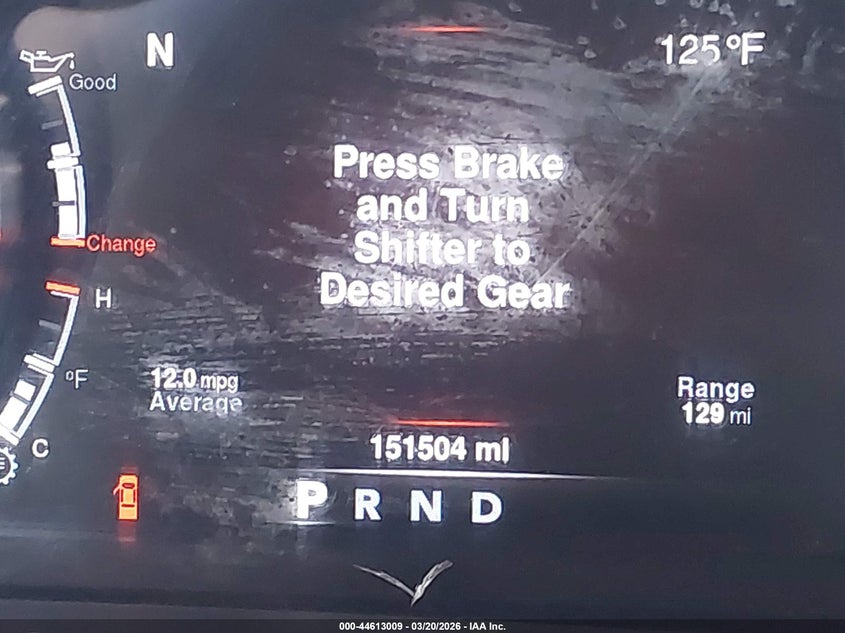 N
125°F
Good
Press Brake
and Turn
Shifter to
Desired Gear
Change
H
°F
C
12.0 mpg
Average
Range
129 mi
151504 mi
P R N D
000-44613009 - 03/20/2026 - IAA Inc.